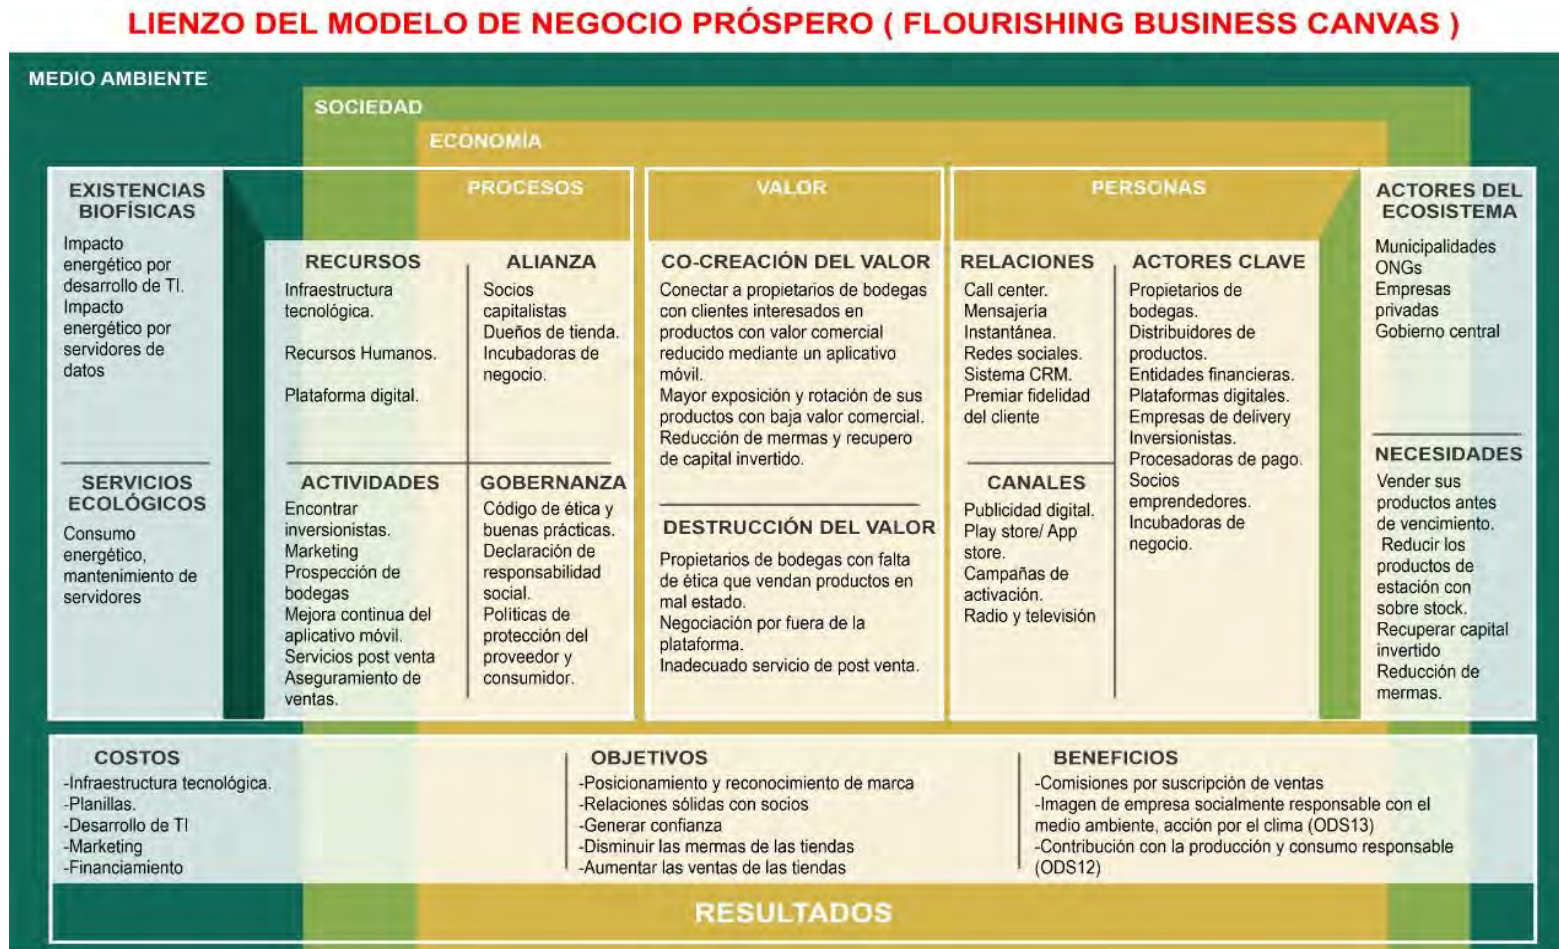 LIENZO DEL MODELO DE NEGOCIO PRÓSPERO ( FLOURISHING BUSINESS CANVAS )
MEDIO AMBIENTE
SOCIEDAD
ECONOMÍA
EXISTENCIAS
BIOFÍSICAS
Impacto
energético por
desarrollo de TI.
Impacto
energético por
servidores de
datos
SERVICIOS
ECOLÓGICOS
Consumo
energético,
mantenimiento de
servidores
PROCESOS
RECURSOS
Infraestructura
tecnológica.
Recursos Humanos.
Plataforma digital.
ALIANZA
Socios
capitalistas
Dueños de tienda.
Incubadoras de
negocio.
ACTIVIDADES
Encontrar
inversionistas.
Marketing
Prospección de
bodegas
Mejora continua del
aplicativo móvil.
Servicios post venta
Aseguramiento de
ventas.
GOBERNANZA
Código de ética y
buenas prácticas.
Declaración de
responsabilidad
social.
Políticas de
protección del
proveedor y
consumidor.
VALOR
CO-CREACIÓN DEL VALOR
Conectar a propietarios de bodegas
con clientes interesados en
productos con valor comercial
reducido mediante un aplicativo
móvil.
Mayor exposición y rotación de sus
productos con baja valor comercial.
Reducción de mermas y recupero
de capital invertido.
DESTRUCCIÓN DEL VALOR
Propietarios de bodegas con falta
de ética que vendan productos en
mal estado.
Negociación por fuera de la
plataforma.
Inadecuado servicio de post venta.
PERSONAS
RELACIONES
Call center.
Mensajería
Instantánea.
Redes sociales.
Sistema CRM.
Premiar fidelidad
del cliente
CANALES
Publicidad digital.
Play store/ App
store.
Campañas de
activación.
Radio y televisión
ACTORES CLAVE
Propietarios de
bodegas.
Distribuidores de
productos.
Entidades financieras.
Plataformas digitales.
Empresas de delivery
Inversionistas.
Procesadoras de pago.
Socios
emprendedores.
Incubadoras de
negocio.
ACTORES DEL
ECOSISTEMA
Municipalidades
ONGs
Empresas
privadas
Gobierno central
NECESIDADES
Vender sus
productos antes
de vencimiento.
Reducir los
productos de
estación con
sobre stock.
Recuperar capital
invertido
Reducción de
mermas.
COSTOS
-Infraestructura tecnológica.
-Planillas.
-Desarrollo de TI
-Marketing
-Financiamiento
OBJETIVOS
-Posicionamiento y reconocimiento de marca
-Relaciones sólidas con socios
-Generar confianza
-Disminuir las mermas de las tiendas
-Aumentar las ventas de las tiendas
BENEFICIOS
-Comisiones por suscripción de ventas
-Imagen de empresa socialmente responsable con el
medio ambiente, acción por el clima (ODS13)
-Contribución con la producción y consumo responsable
(ODS12)
RESULTADOS